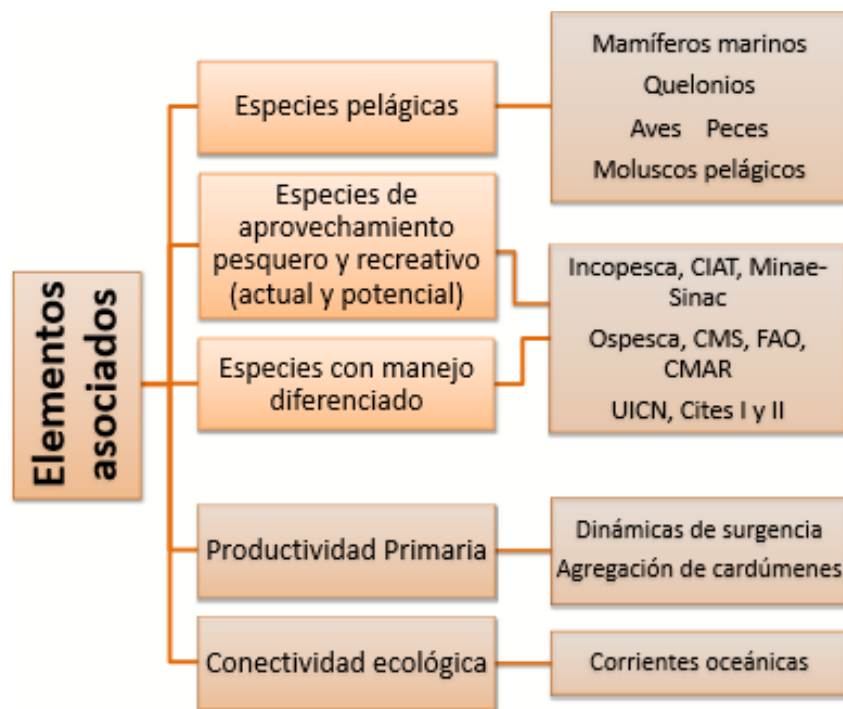 Elementos
asociados
Especies pelágicas
Mamíferos marinos
Quelonios
Aves Peces
Moluscos pelágicos
Especies de
aprovechamiento
pesquero y recreativo
(actual y potencial)
Especies con manejo
diferenciado
Incopesca, CIAT, Minae-
Sinac
Ospesca, CMS, FAO,
CMAR
UICN, Cites I y II
Productividad Primaria
Dinámicas de surgencia
Agregación de cardúmenes
Conectividad ecológica
Corrientes oceánicas